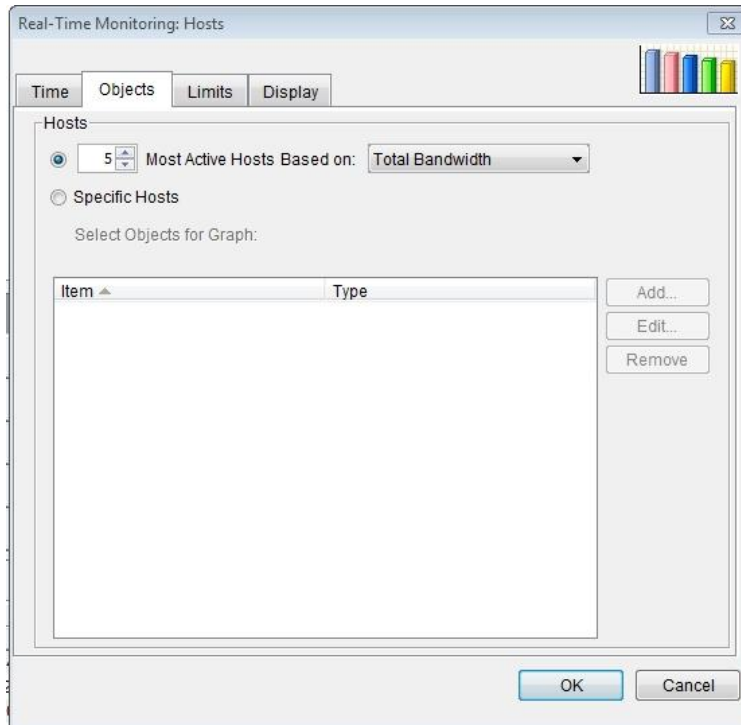 Real-Time Monitoring: Hosts
Time Objects Limits Display
Hosts
5 Most Active Hosts Based on: Total Bandwidth
Specific Hosts
Select Objects for Graph:
Item Type
Add...
Edit...
Remove
OK Cancel